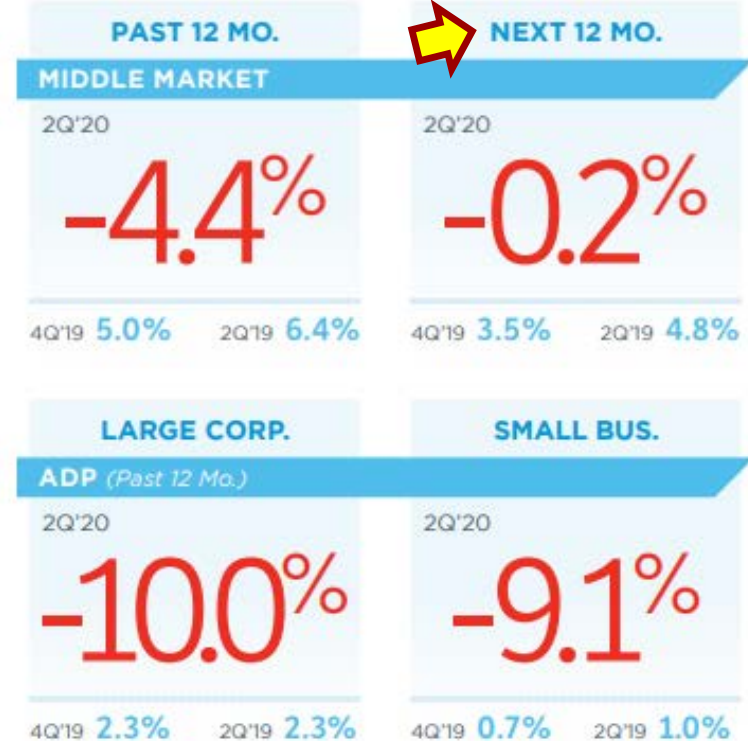 PAST 12 MO.
NEXT 12 MO.
MIDDLE MARKET
2Q'20
-4.4%
4Q'19 5.0% 2Q'19 6.4%
2Q'20
-0.2%
4Q'19 3.5% 2Q'19 4.8%
LARGE CORP.
SMALL BUS.
ADP (Past 12 Mo.)
2Q'20
-10.0%
4Q'19 2.3% 2Q'19 2.3%
2Q'20
-9.1%
4Q'19 0.7% 2Q'19 1.0%